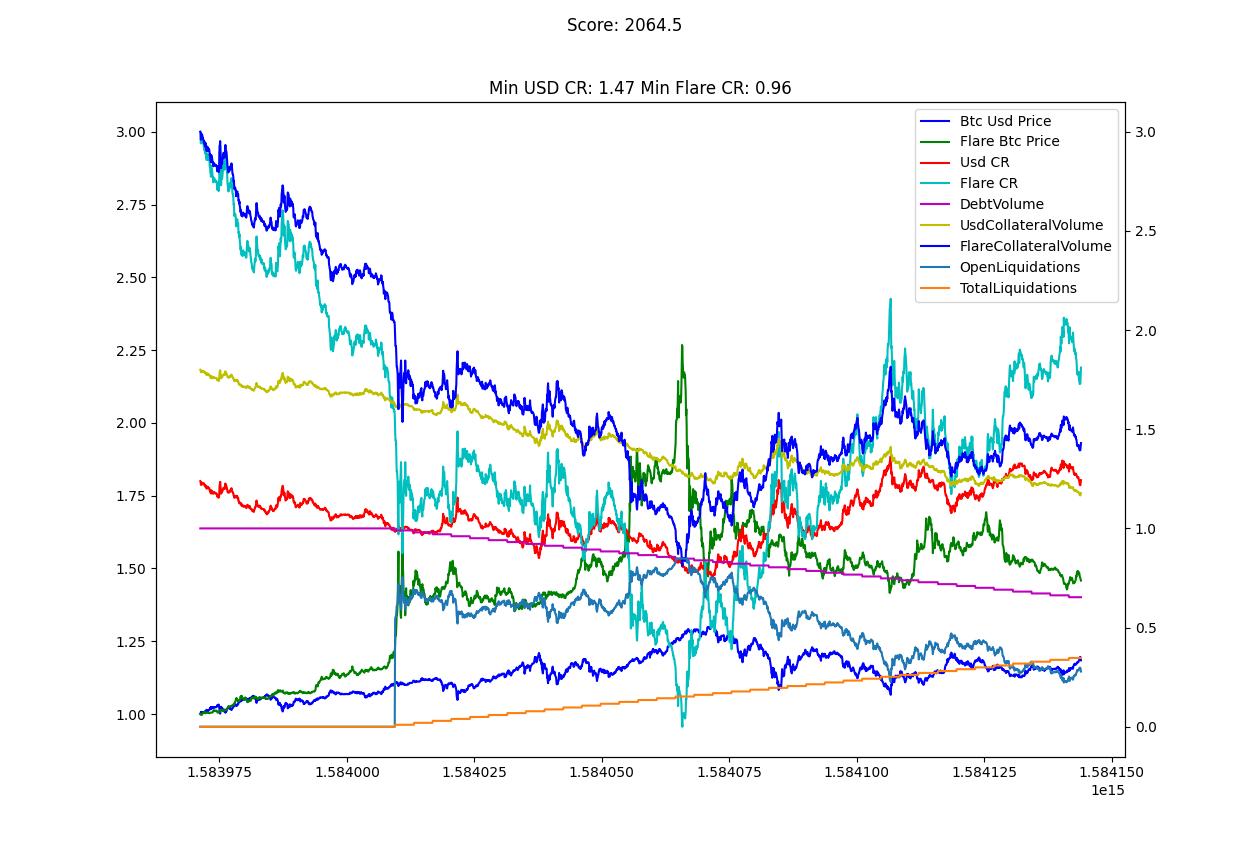 Score: 2064.5
Min USD CR: 1.47 Min Flare CR: 0.96
3.00
2.75
2.50
2.25
2.00
1.75
1.50
1.25
1.00
Btc Usd Price
Flare Btc Price
Usd CR
Flare CR
DebtVolume
UsdCollateralVolume
FlareCollateralVolume
OpenLiquidations
TotalLiquidations
3.0
2.5
2.0
1.5
1.0
0.5
0.0
1.583975 1.584000 1.584025 1.584050 1.584075 1.584100 1.584125 1.584150
1e15